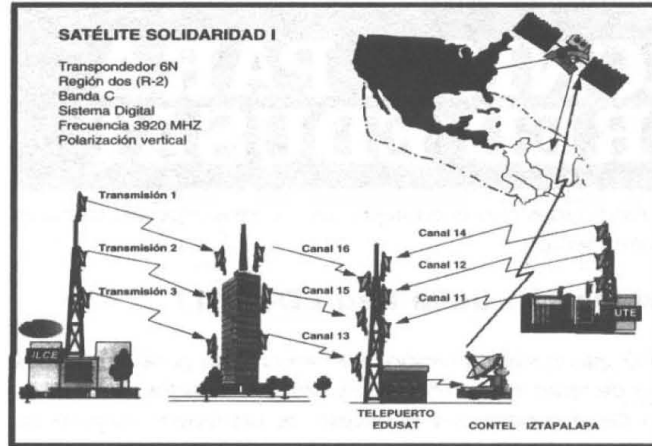 SATÉLITE SOLIDARIDAD I
Transpondedor 6N
Región dos (R-2)
Banda C
Sistema Digital
Frecuencia 3920 MHZ
Polarización vertical
Transmisión 1
Transmisión 2
Transmisión 3
Canal 16
Canal 15
Canal 13
Canal 14
Canal 12
Canal 11
ILCE
UTE
TELEPUERTO
EDUSAT
CONTEL IZTAPALAPA